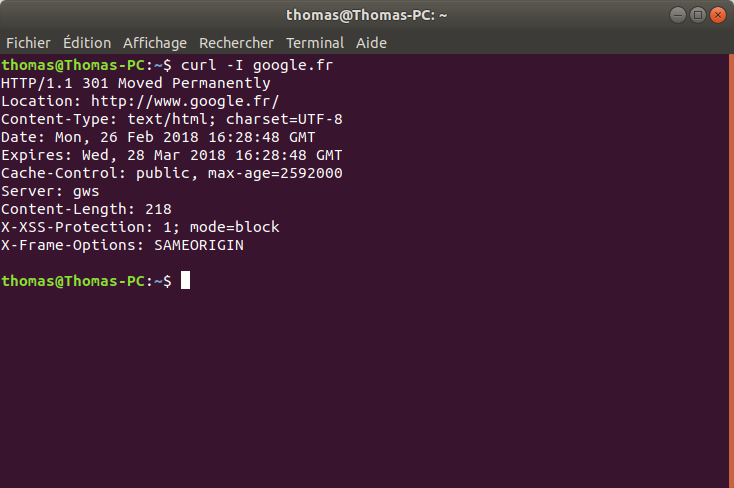 thomas@Thomas-PC: ~
Fichier Édition Affichage Rechercher Terminal Aide
thomas@Thomas-PC:~$ curl -I google.fr
HTTP/1.1 301 Moved Permanently
Location: http://www.google.fr/
Content-Type: text/html; charset=UTF-8
Date: Mon, 26 Feb 2018 16:28:48 GMT
Expires: Wed, 28 Mar 2018 16:28:48 GMT
Cache-Control: public, max-age=2592000
Server: gws
Content-Length: 218
X-XSS-Protection: 1; mode=block
X-Frame-Options: SAMEORIGIN
thomas@Thomas-PC:~$